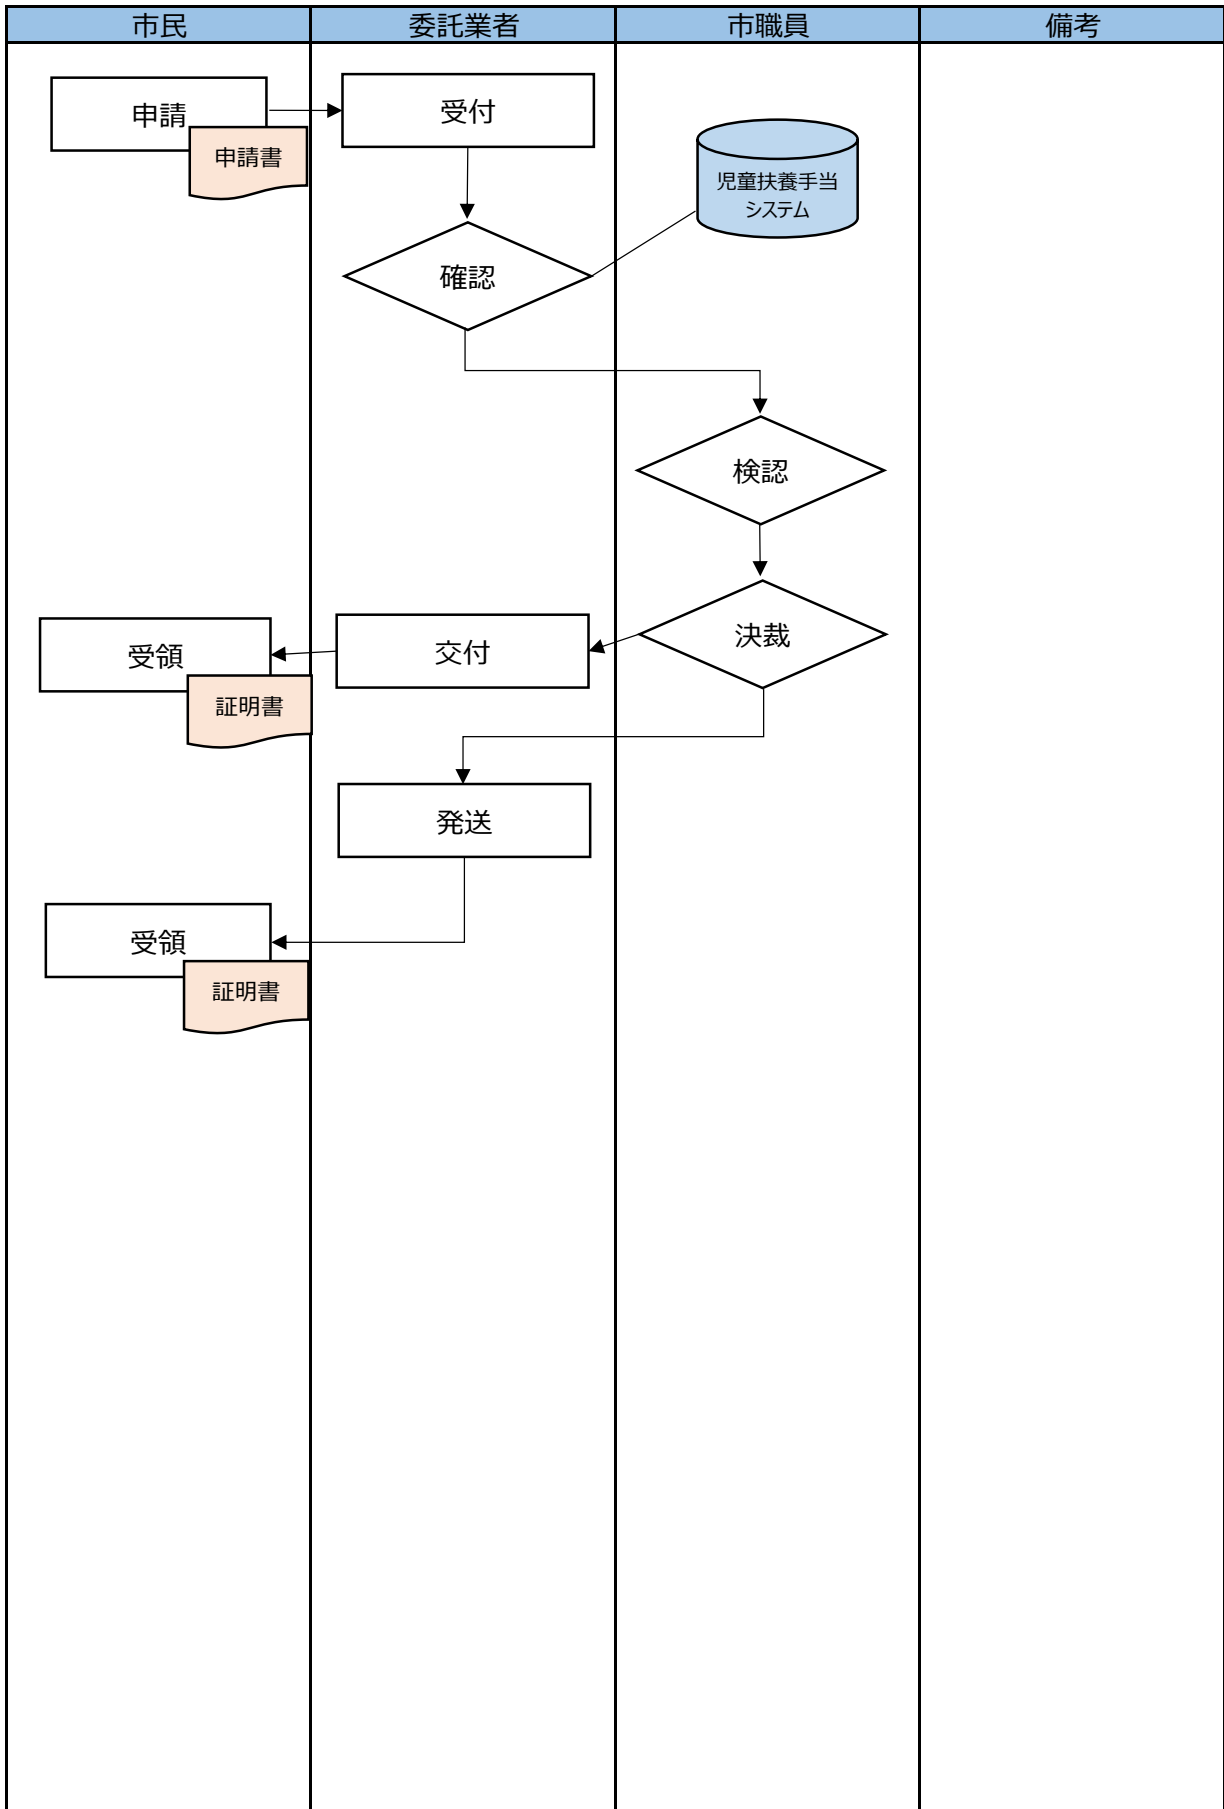 市民
委託業者
市職員
備考
申請
申請書
受付
児童扶養手当
システム
確認
検認
決裁
交付
受領
証明書
発送
受領
証明書